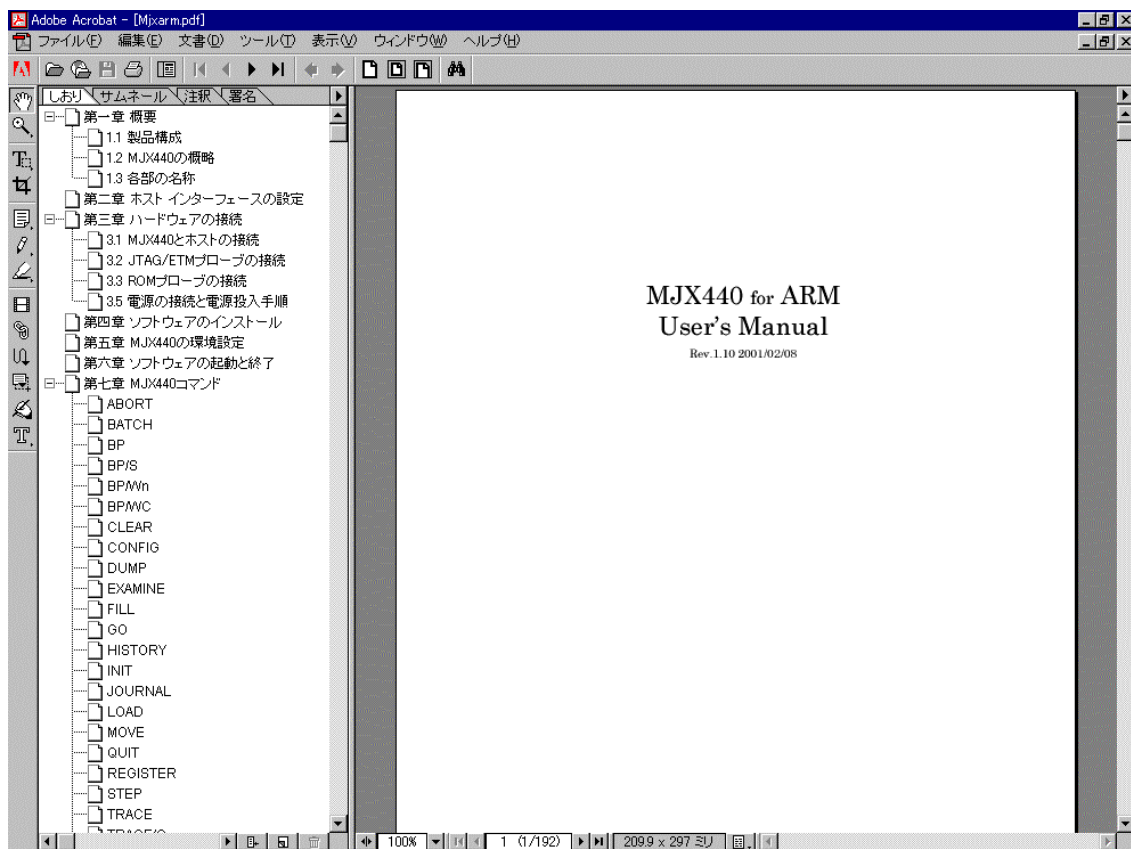 Adobe Acrobat - [Mjxarm.pdf]
ファイル(F) 編集(E) 文書(D) ツール(T) 表示(V) ウィンドウ(W) ヘルプ(H)
しおり サムネール 注釈 署名
第一章 概要
1.1 製品構成
1.2 MJX440の概略
1.3 各部の名称
第二章 ホスト インターフェースの設定
第三章 ハードウェアの接続
3.1 MJX440とホストの接続
3.2 JTAG/ETMプローブの接続
3.3 ROMプローブの接続
3.5 電源の接続と電源投入手順
第四章 ソフトウェアのインストール
第五章 MJX440の環境設定
第六章 ソフトウェアの起動と終了
第七章 MJX440コマンド
ABORT
BATCH
BP
BP/S
BP/Wn
BP/WC
CLEAR
CONFIG
DUMP
EXAMINE
FILL
GO
HISTORY
INIT
JOURNAL
LOAD
MOVE
QUIT
REGISTER
STEP
TRACE
MJX440 for ARM
User's Manual
Rev.1.10 2001/02/08
100% 1 (1/192) 209.9 x 297 ミリ